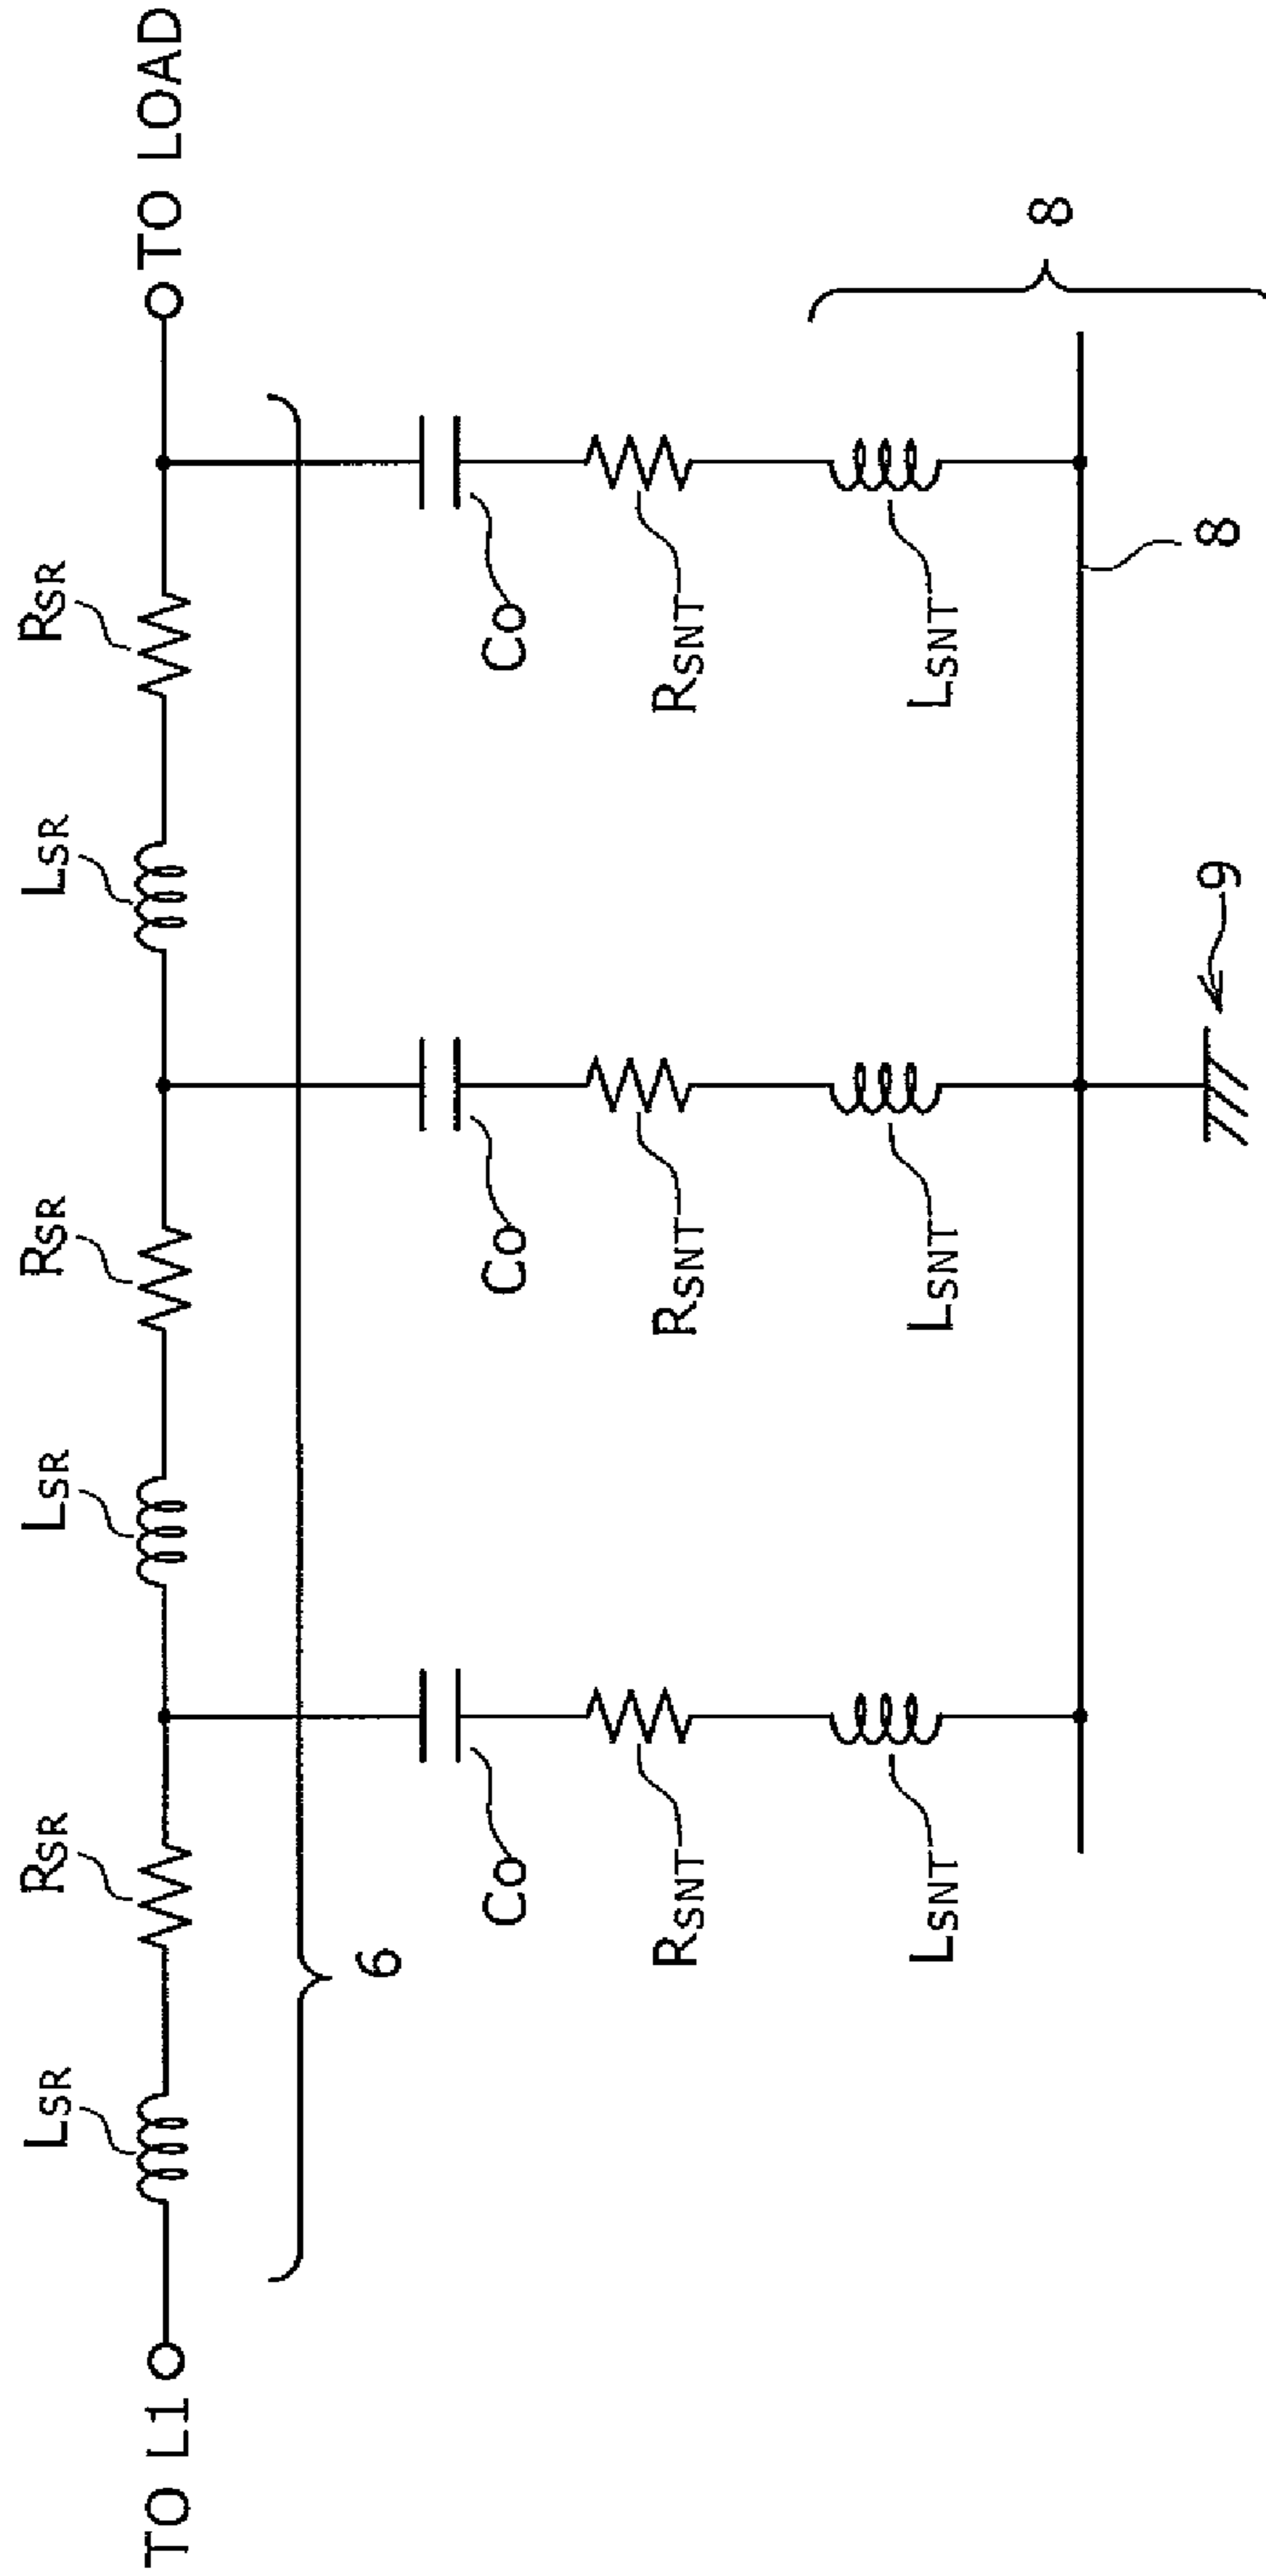 LSR RSR LSR RSR LSR RSR
TO L1 TO LOAD
6
Co Co Co
RSNT RSNT RSNT
LSNT LSNT LSNT
8
9 8